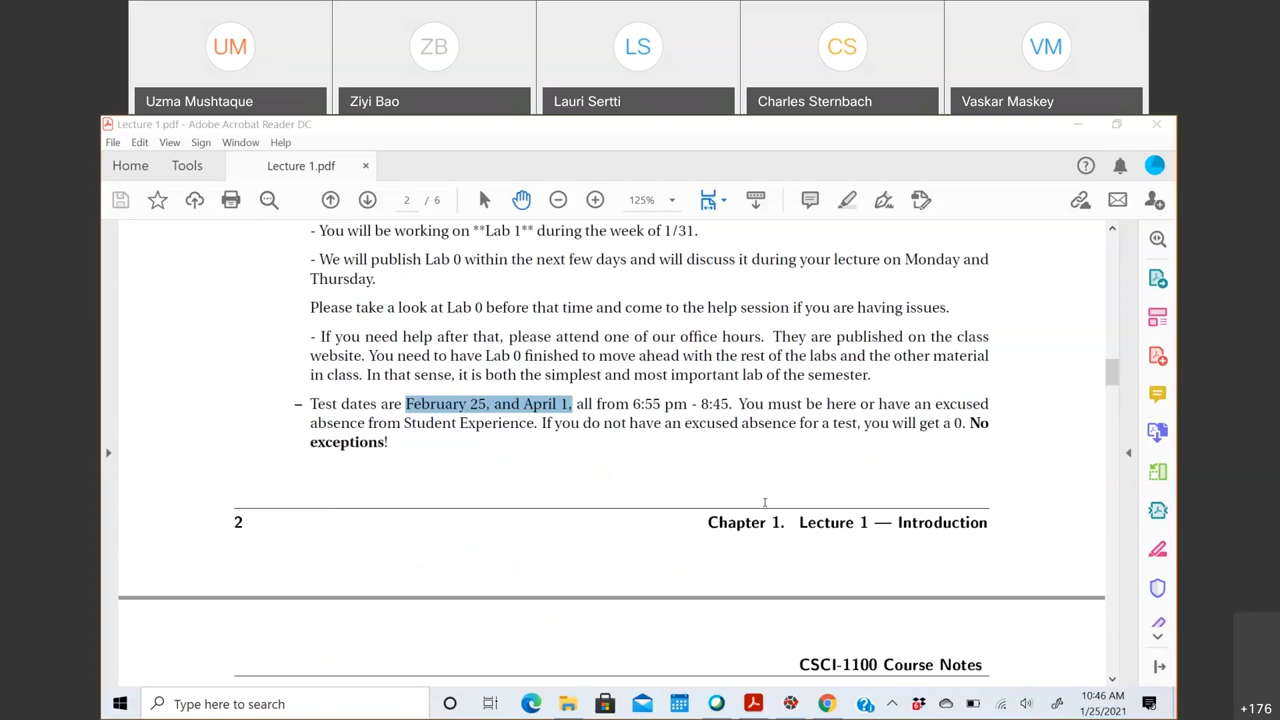 UM
ZB
LS
CS
VM
Uzma Mushtaque
Ziyi Bao
Lauri Sertti
Charles Sternbach
Vaskar Maskey
Lecture 1.pdf - Adobe Acrobat Reader DC
File Edit View Sign Window Help
Home Tools Lecture 1.pdf ×
2 / 6 125%
- You will be working on **Lab 1** during the week of 1/31.
- We will publish Lab 0 within the next few days and will discuss it during your lecture on Monday and
Thursday.
Please take a look at Lab 0 before that time and come to the help session if you are having issues.
- If you need help after that, please attend one of our office hours. They are published on the class
website. You need to have Lab 0 finished to move ahead with the rest of the labs and the other material
in class. In that sense, it is both the simplest and most important lab of the semester.
– Test dates are February 25, and April 1, all from 6:55 pm - 8:45. You must be here or have an excused
absence from Student Experience. If you do not have an excused absence for a test, you will get a 0. No
exceptions!
2 Chapter 1. Lecture 1 — Introduction
CSCI-1100 Course Notes
Type here to search
10:46 AM
1/25/2021
+176